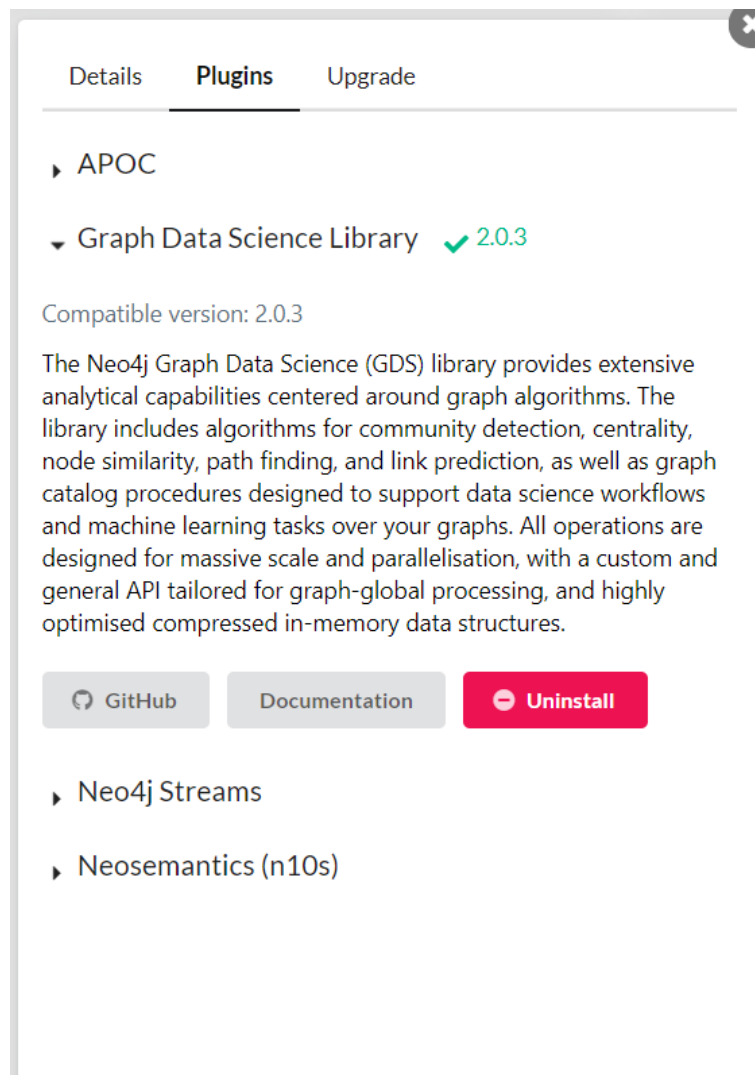 Details Plugins Upgrade
APOC
Graph Data Science Library 2.0.3
Compatible version: 2.0.3
The Neo4j Graph Data Science (GDS) library provides extensive
analytical capabilities centered around graph algorithms. The
library includes algorithms for community detection, centrality,
node similarity, path finding, and link prediction, as well as graph
catalog procedures designed to support data science workflows
and machine learning tasks over your graphs. All operations are
designed for massive scale and parallelisation, with a custom and
general API tailored for graph-global processing, and highly
optimised compressed in-memory data structures.
GitHub Documentation Uninstall
Neo4j Streams
Neosemantics (n10s)